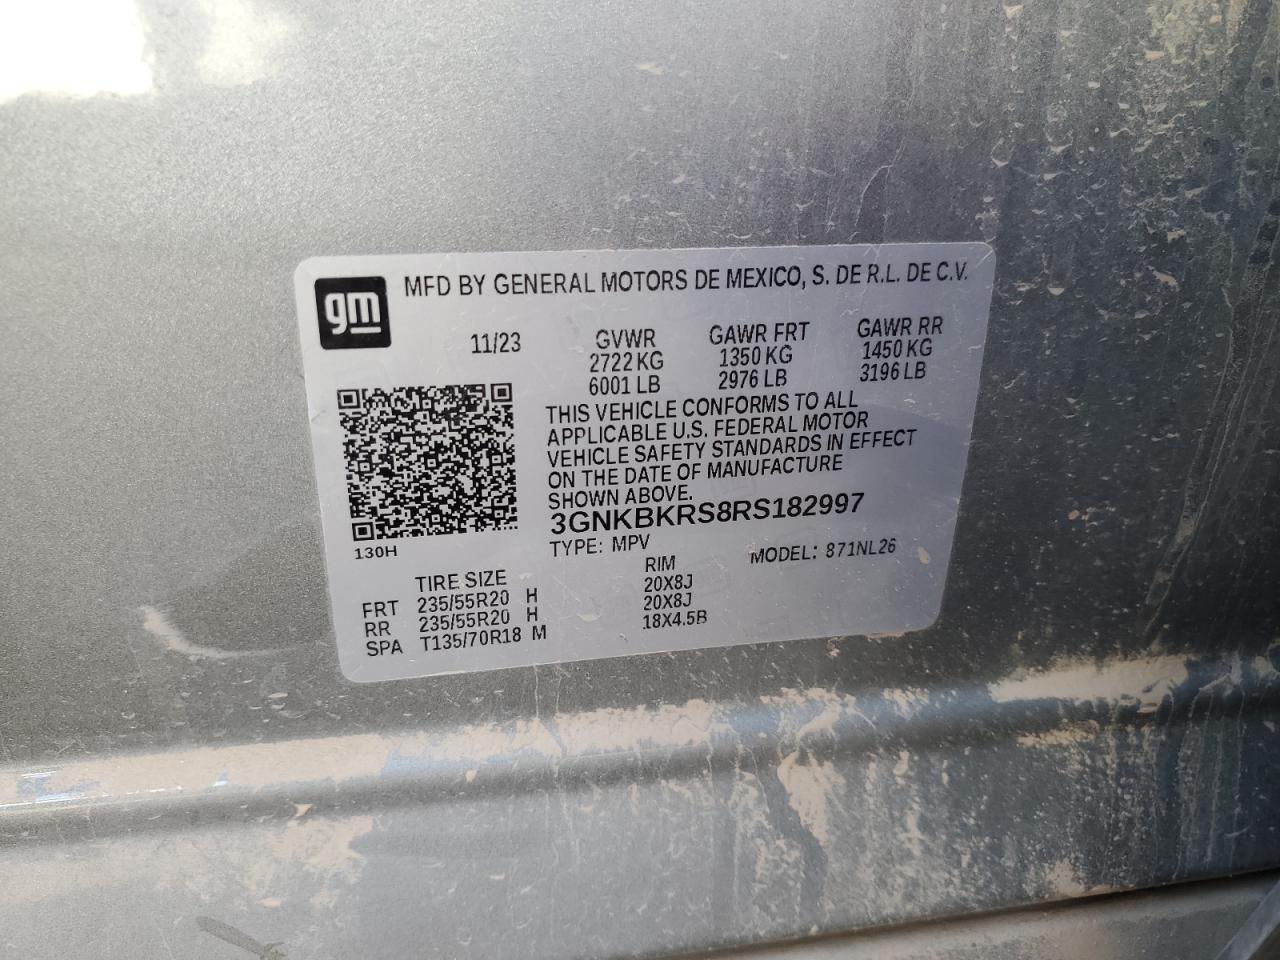 gm
MFD BY GENERAL MOTORS DE MEXICO, S. DE R.L. DE C.V.
11/23 GVWR GAWR FRT GAWR RR
2722 KG 1350 KG 1450 KG
6001 LB 2976 LB 3196 LB
THIS VEHICLE CONFORMS TO ALL
APPLICABLE U.S. FEDERAL MOTOR
VEHICLE SAFETY STANDARDS IN EFFECT
ON THE DATE OF MANUFACTURE
SHOWN ABOVE.
3GNKBKRS8RS182997
130H
TYPE: MPV MODEL: 871NL26
TIRE SIZE RIM
FRT 235/55R20 H 20X8J
RR 235/55R20 H 20X8J
SPA T135/70R18 M 18X4.5B